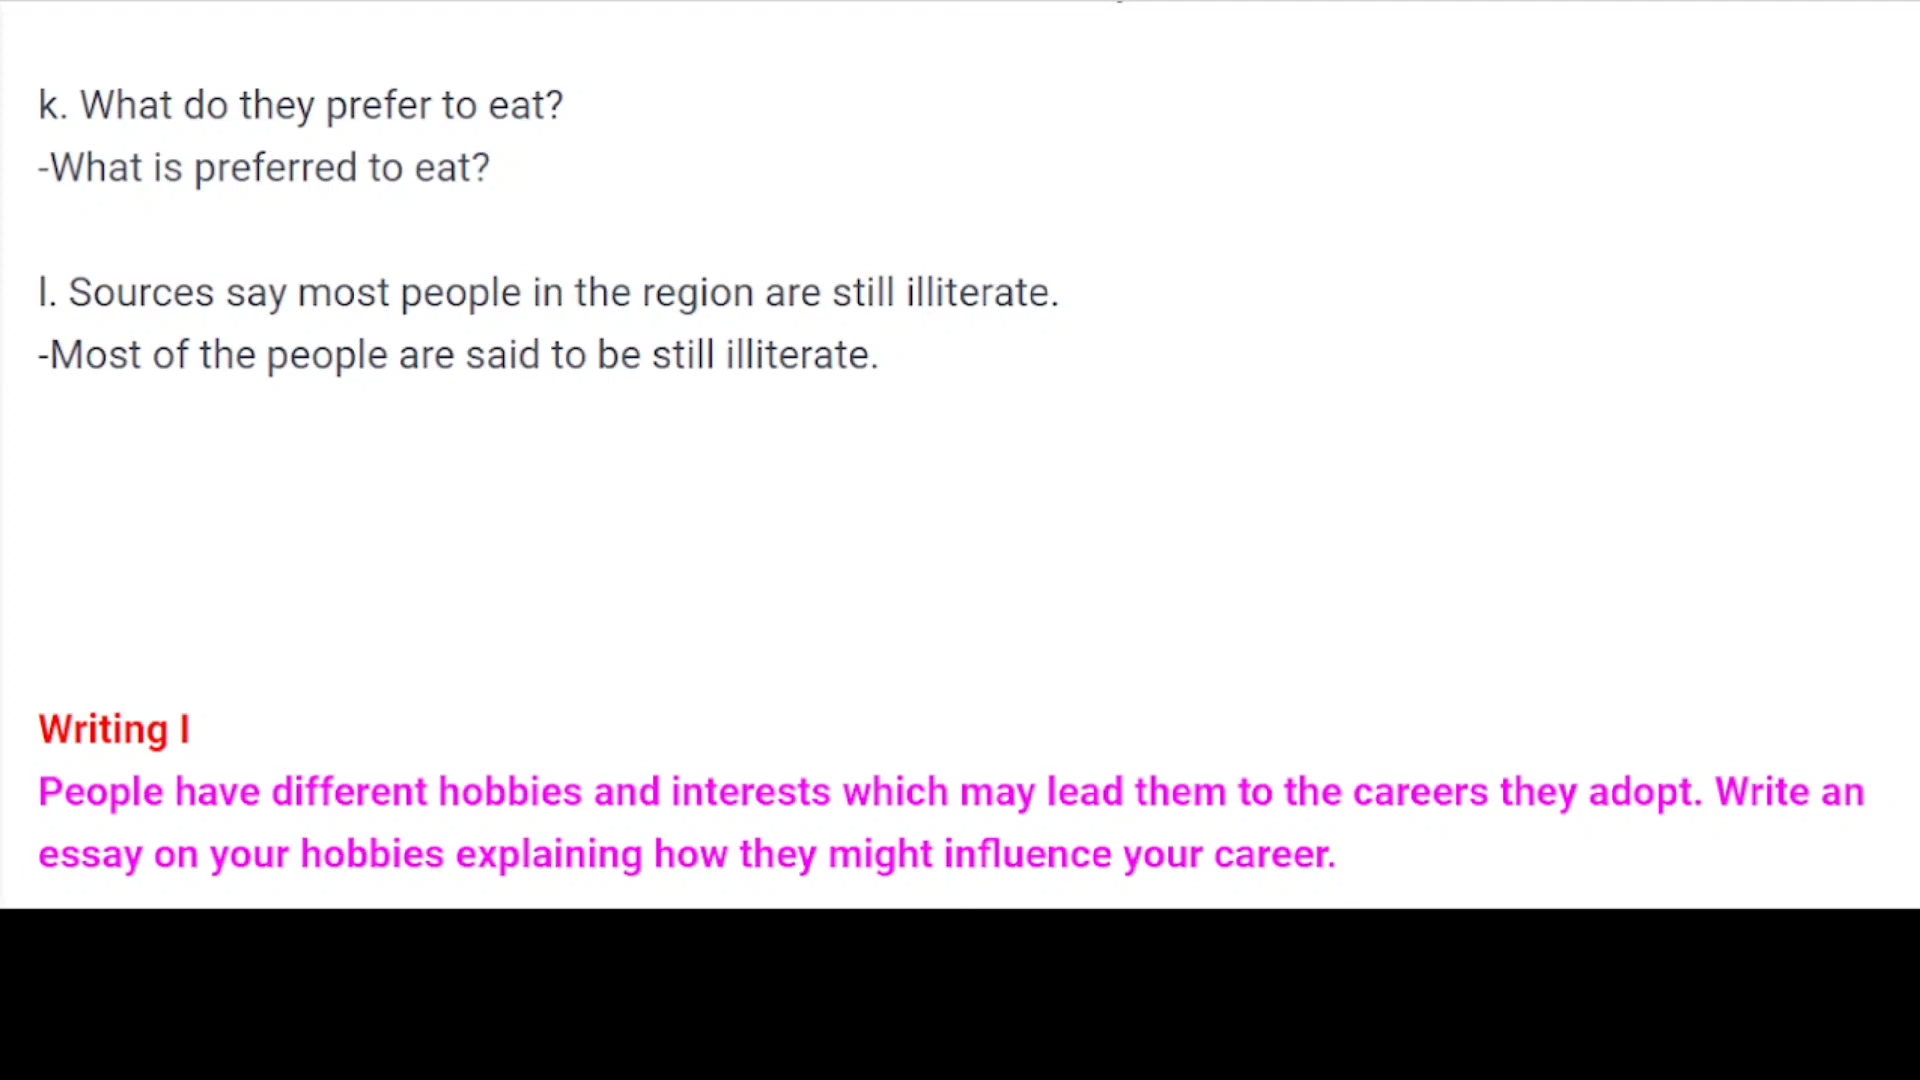 k. What do they prefer to eat?
-What is preferred to eat?
l. Sources say most people in the region are still illiterate.
-Most of the people are said to be still illiterate.
Writing I
People have different hobbies and interests which may lead them to the careers they adopt. Write an
essay on your hobbies explaining how they might influence your career.